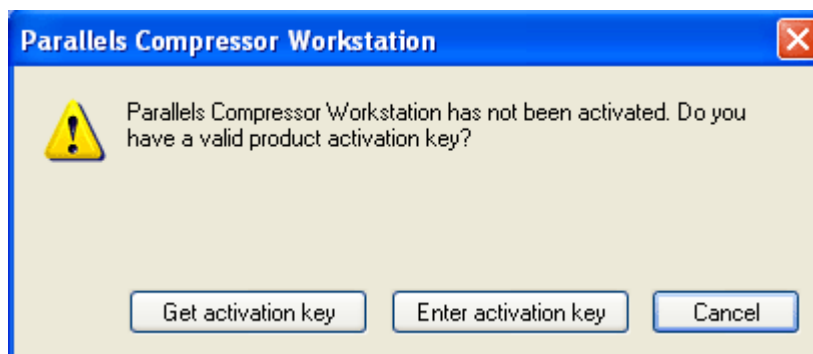 Parallels Compressor Workstation
Parallels Compressor Workstation has not been activated. Do you
have a valid product activation key?
Get activation key
Enter activation key
Cancel